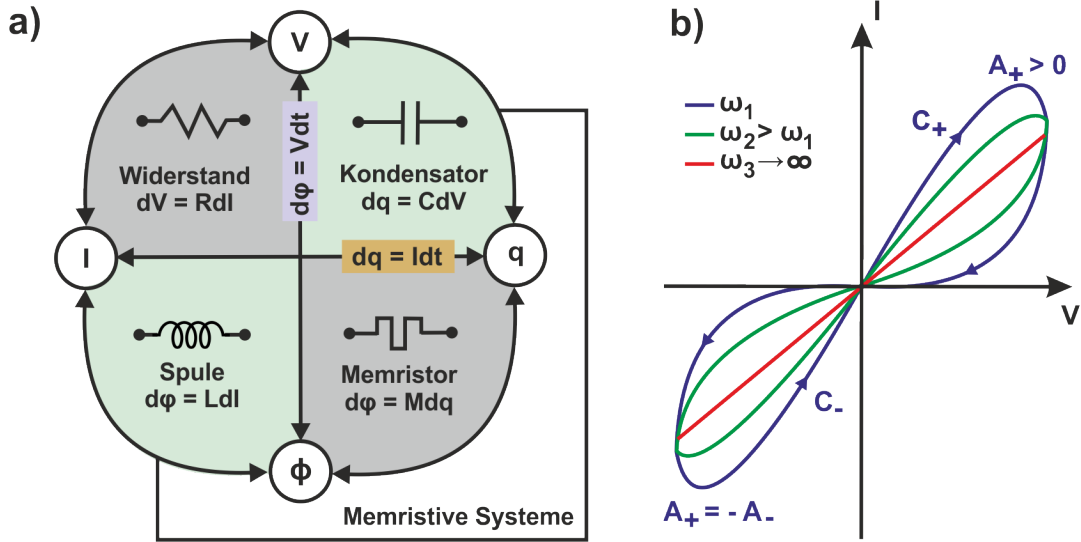 a)
V
Widerstand
dV = RdI
dφ = Vdt
Kondensator
dq = CdV
I
dq = Idt
q
Spule
dφ = LdI
Memristor
dφ = Mdq
ϕ
Memristive Systeme
b)
I
A₊ > 0
ω₁
C₊
ω₂> ω₁
ω₃→∞
V
C₋
A₊ = - A₋